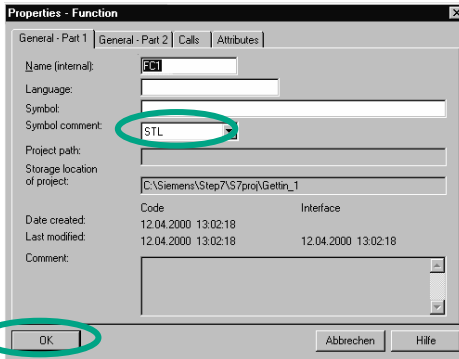 Properties - Function
General - Part 1 General - Part 2 Calls Attributes
Name (internal): FC1
Language:
Symbol:
Symbol comment: STL
Project path:
Storage location
of project: C:\Siemens\Step7\S7proj\Gettin_1
Code Interface
Date created: 12.04.2000 13:02:18
Last modified: 12.04.2000 13:02:18 12.04.2000 13:02:18
Comment:
OK Abbrechen Hilfe